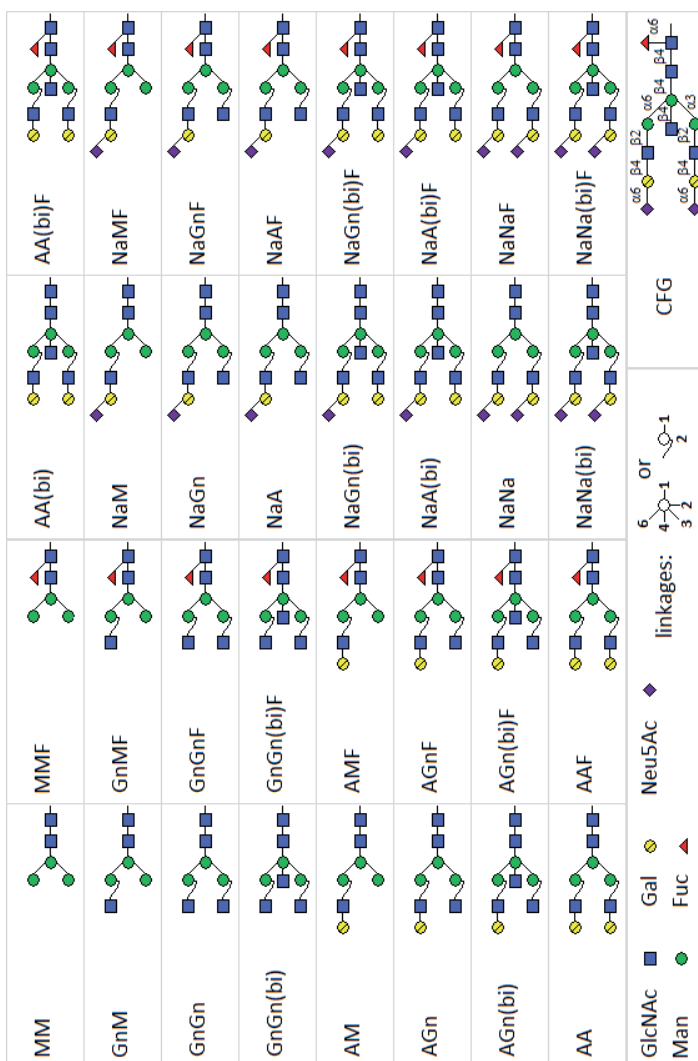 MM MMF AA(bi) AA(bi)F
GnM GnMF NaM NaMF
GnGn GnGnF NaGn NaGnF
GnGn(bi) GnGn(bi)F NaA NaAF
AM AMF NaGn(bi) NaGn(bi)F
AGn AGnF NaA(bi) NaA(bi)F
AGn(bi) AGn(bi)F NaNa NaNaF
AA AAF NaNa(bi) NaNa(bi)F
GlcNAc Gal Neu5Ac linkages: 6 4 3 2 1 or 2 1 CFG
Man Fuc
α6 β4 β2 α6 β4 β4 β4 α6
α6 β4 β2 α3